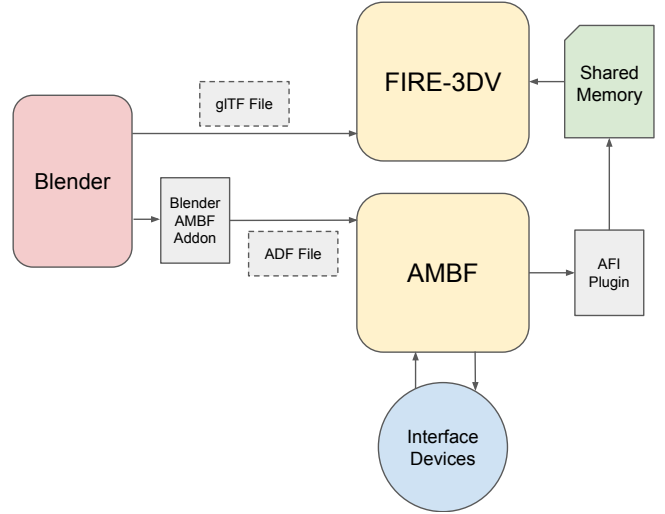 FIRE-3DV
Shared
Memory
glTF File
Blender
Blender
AMBF
Addon
ADF File
AMBF
AFI
Plugin
Interface
Devices